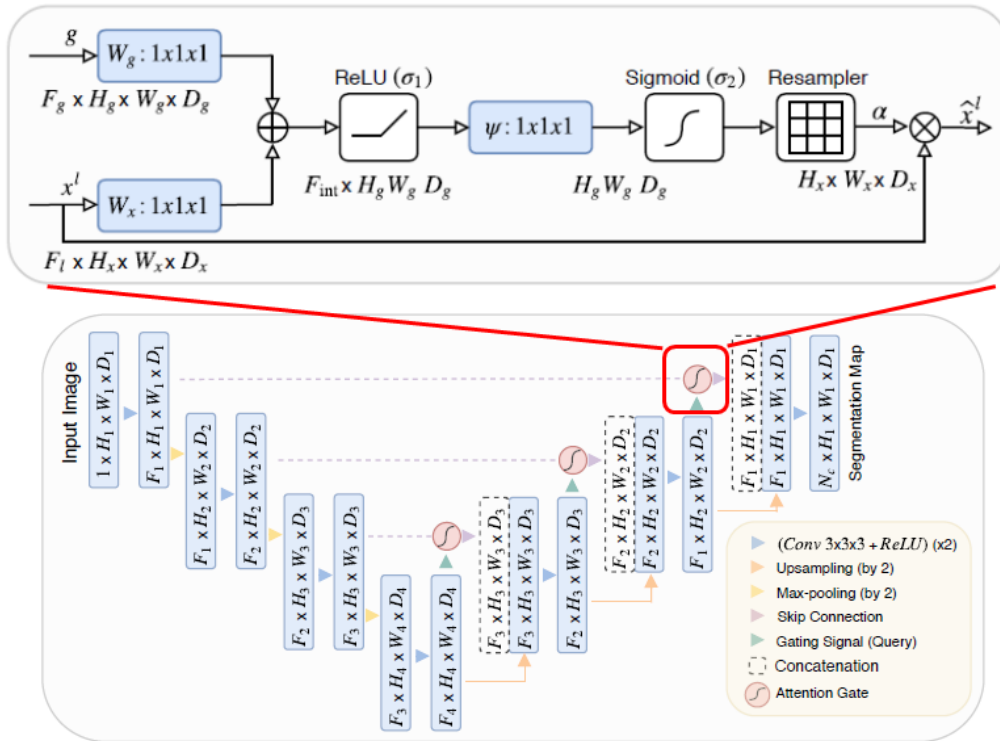 g
W_g : 1x1x1
F_g x H_g x W_g x D_g
ReLU (σ_1)
Sigmoid (σ_2)
Resampler
α
x̂^l
ψ : 1x1x1
F_int x H_g W_g D_g
H_g W_g D_g
H_x x W_x x D_x
x^l
W_x : 1x1x1
F_l x H_x x W_x x D_x
Input Image
1 x H_1 x W_1 x D_1
F_1 x H_1 x W_1 x D_1
F_1 x H_2 x W_2 x D_2
F_2 x H_2 x W_2 x D_2
F_2 x H_3 x W_3 x D_3
F_3 x H_3 x W_3 x D_3
F_3 x H_4 x W_4 x D_4
F_4 x H_4 x W_4 x D_4
F_3 x H_3 x W_3 x D_3
F_3 x H_3 x W_3 x D_3
F_2 x H_3 x W_3 x D_3
F_2 x H_2 x W_2 x D_2
F_2 x H_2 x W_2 x D_2
F_1 x H_2 x W_2 x D_2
F_1 x H_1 x W_1 x D_1
F_1 x H_1 x W_1 x D_1
N_c x H_1 x W_1 x D_1
Segmentation Map
(Conv 3x3x3 + ReLU) (x2)
Upsampling (by 2)
Max-pooling (by 2)
Skip Connection
Gating Signal (Query)
Concatenation
Attention Gate